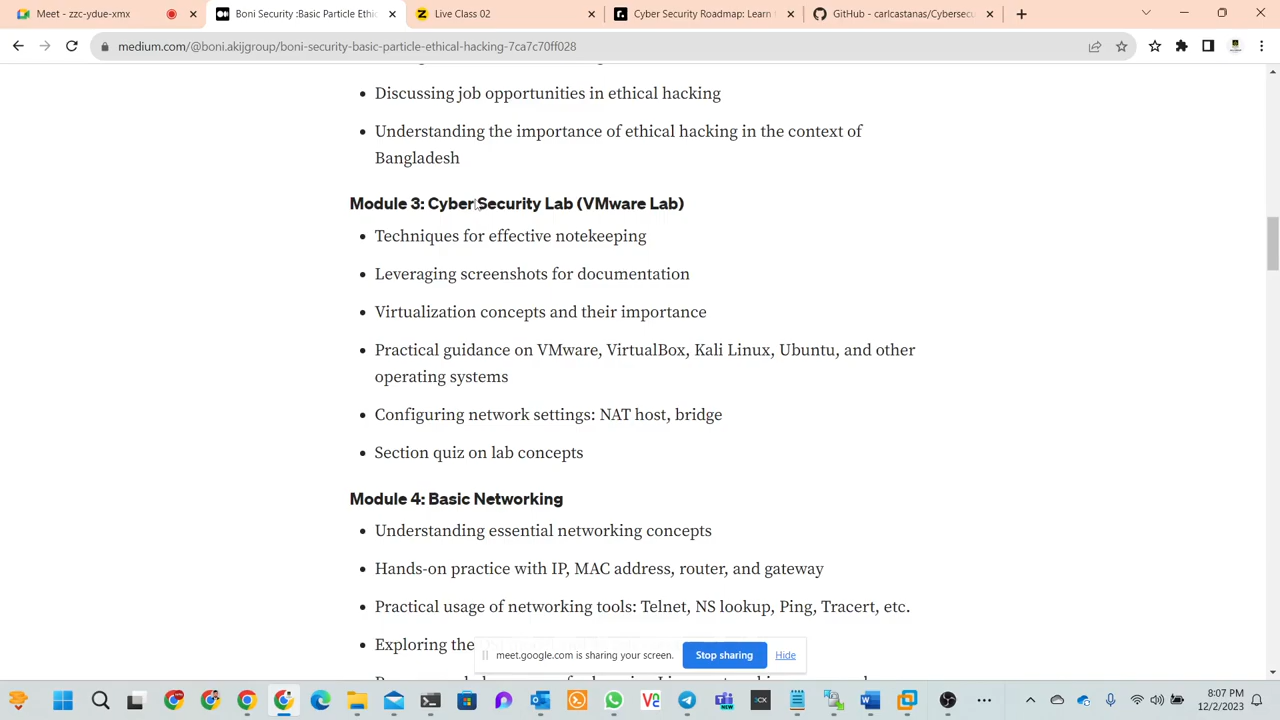 Meet - zzc-ydue-xmx
Boni Security :Basic Particle Ethic
Live Class 02
Cyber Security Roadmap: Learn t
GitHub - carlcastanas/Cybersecu
medium.com/@boni.akijgroup/boni-security-basic-particle-ethical-hacking-7ca7c70ff028
Discussing job opportunities in ethical hacking
Understanding the importance of ethical hacking in the context of
Bangladesh
Module 3: Cyber Security Lab (VMware Lab)
Techniques for effective notekeeping
Leveraging screenshots for documentation
Virtualization concepts and their importance
Practical guidance on VMware, VirtualBox, Kali Linux, Ubuntu, and other
operating systems
Configuring network settings: NAT host, bridge
Section quiz on lab concepts
Module 4: Basic Networking
Understanding essential networking concepts
Hands-on practice with IP, MAC address, router, and gateway
Practical usage of networking tools: Telnet, NS lookup, Ping, Tracert, etc.
Exploring the
meet.google.com is sharing your screen.
Stop sharing
Hide
8:07 PM
12/2/2023